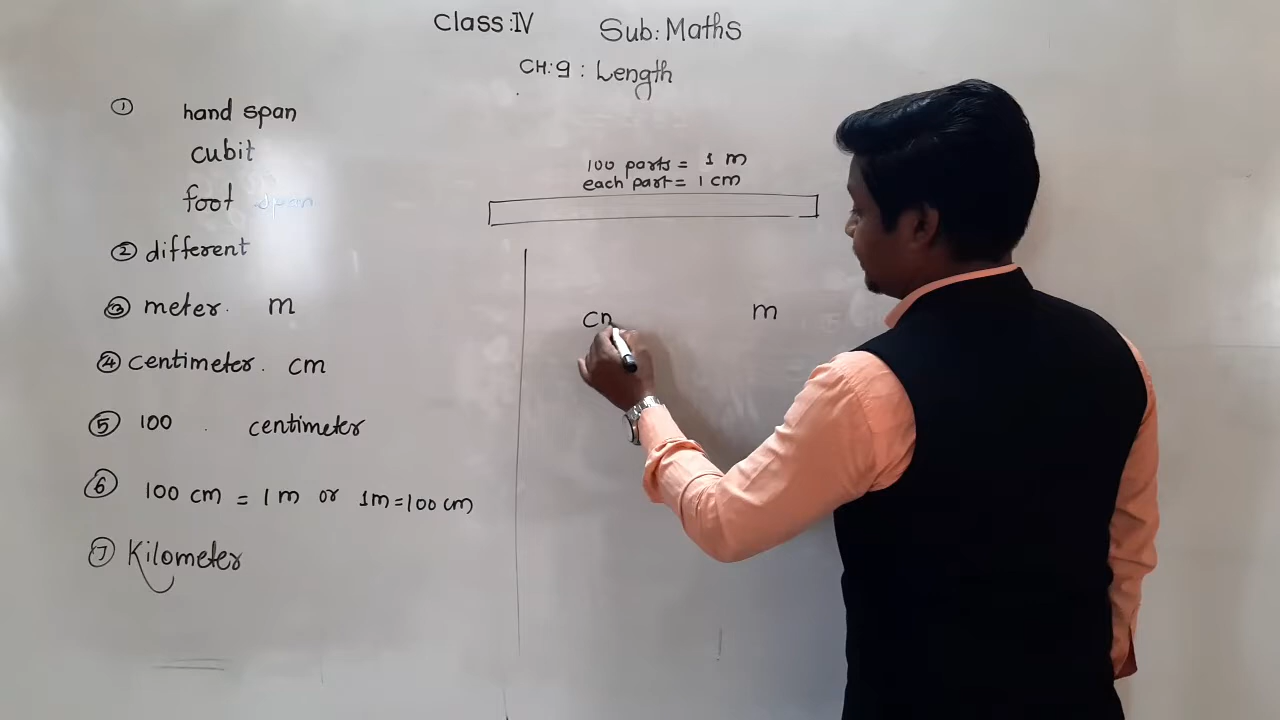 Class: IV Sub: Maths
CH: 9 : Length
① hand span
cubit
foot span
② different
③ meter. m
④ centimeter. cm
⑤ 100 . centimeter
⑥ 100 cm = 1 m or 1m = 100 cm
⑦ Kilometer
100 parts = 1 m
each part = 1 cm
cm m